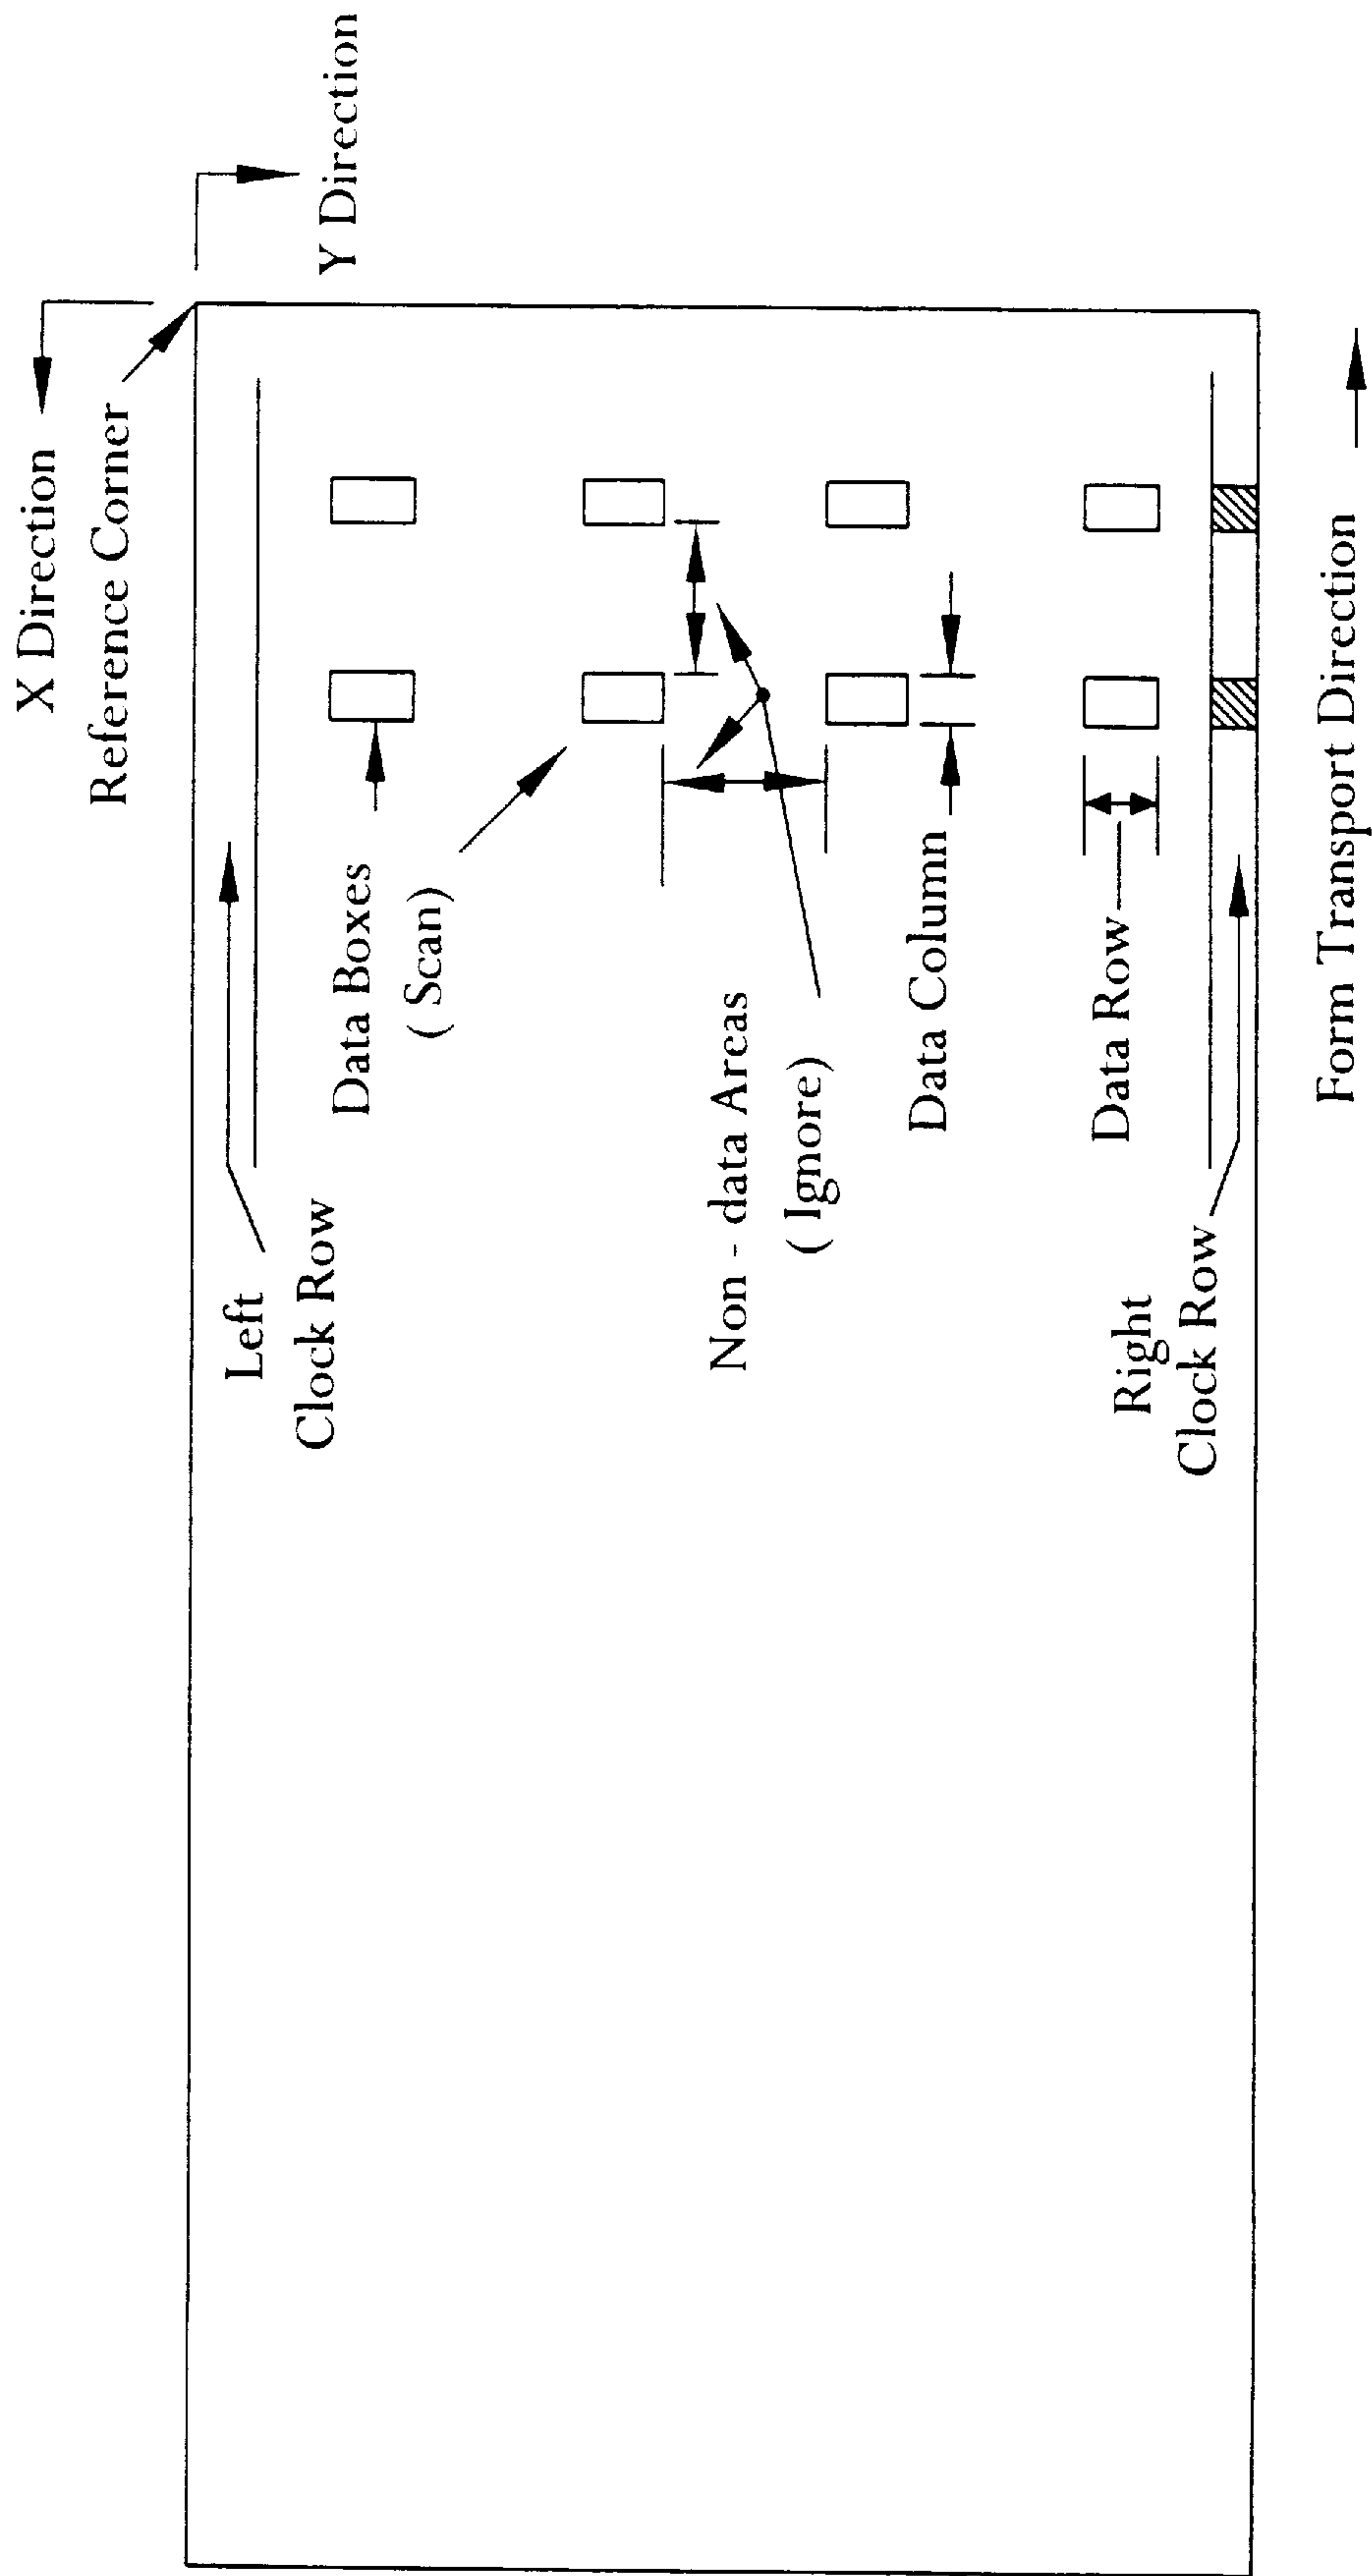 X Direction
Reference Corner
Y Direction
Left
Clock Row
Data Boxes
( Scan)
Non - data Areas
( Ignore)
Data Column
Data Row
Right
Clock Row
Form Transport Direction